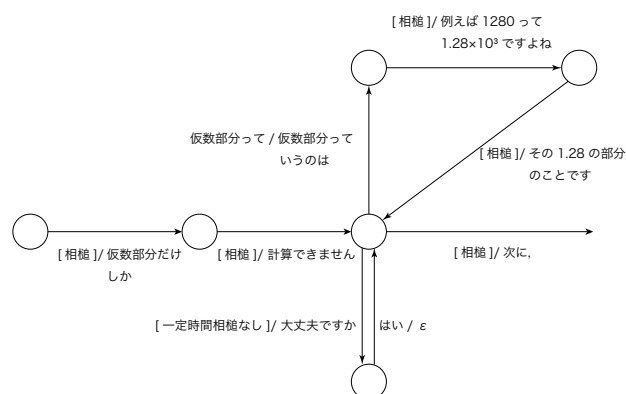 [ 相槌 ]/ 例えば 1280 って
1.28×10³ ですよね
仮数部分って / 仮数部分って
いうのは
[ 相槌 ]/ その 1.28 の部分
のことです
[ 相槌 ]/ 仮数部分だけ
しか
[ 相槌 ]/ 計算できません
[ 相槌 ]/ 次に,
[ 一定時間相槌なし ]/ 大丈夫ですか
はい / ε